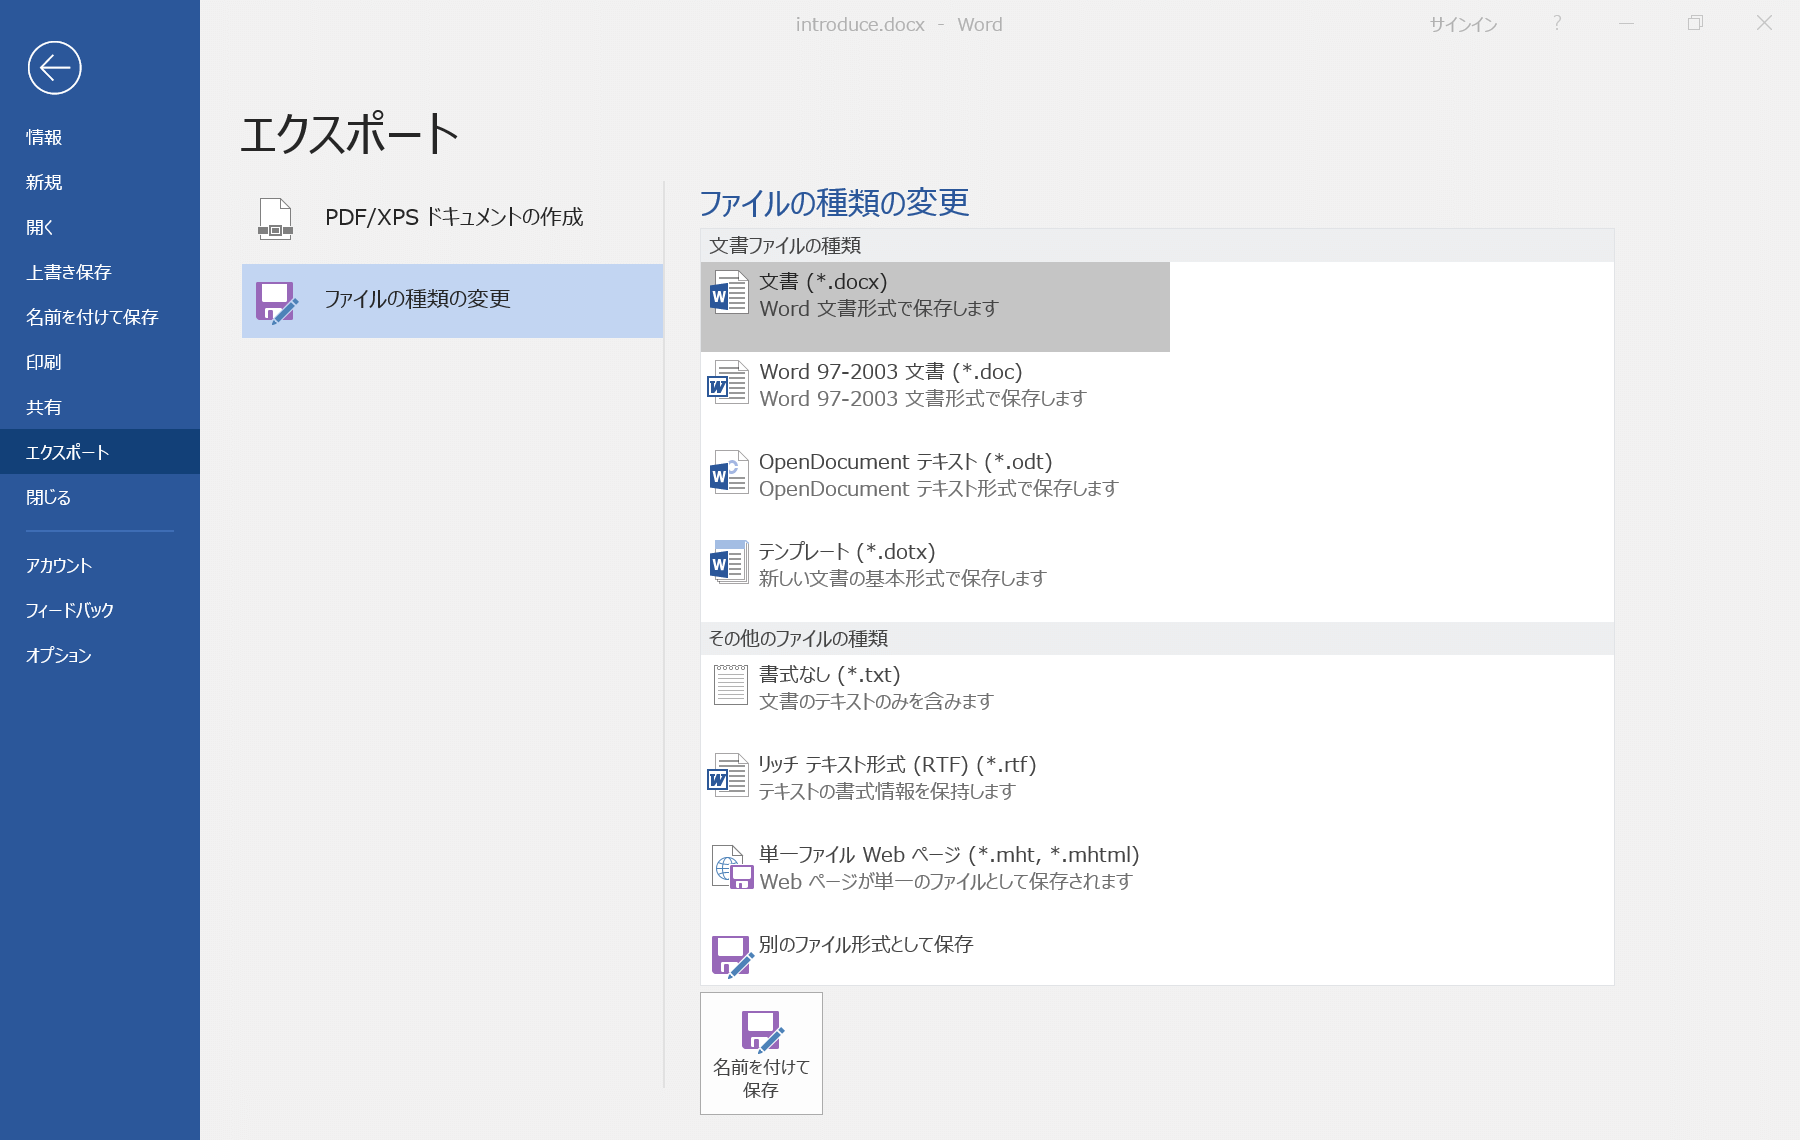 introduce.docx - Word
サインイン
?
情報
新規
開く
上書き保存
名前を付けて保存
印刷
共有
エクスポート
閉じる
アカウント
フィードバック
オプション
エクスポート
PDF/XPS ドキュメントの作成
ファイルの種類の変更
ファイルの種類の変更
文書ファイルの種類
文書 (*.docx)
Word 文書形式で保存します
Word 97-2003 文書 (*.doc)
Word 97-2003 文書形式で保存します
OpenDocument テキスト (*.odt)
OpenDocument テキスト形式で保存します
テンプレート (*.dotx)
新しい文書の基本形式で保存します
その他のファイルの種類
書式なし (*.txt)
文書のテキストのみを含みます
リッチ テキスト形式 (RTF) (*.rtf)
テキストの書式情報を保持します
単一ファイル Web ページ (*.mht, *.mhtml)
Web ページが単一のファイルとして保存されます
別のファイル形式として保存
名前を付けて
保存